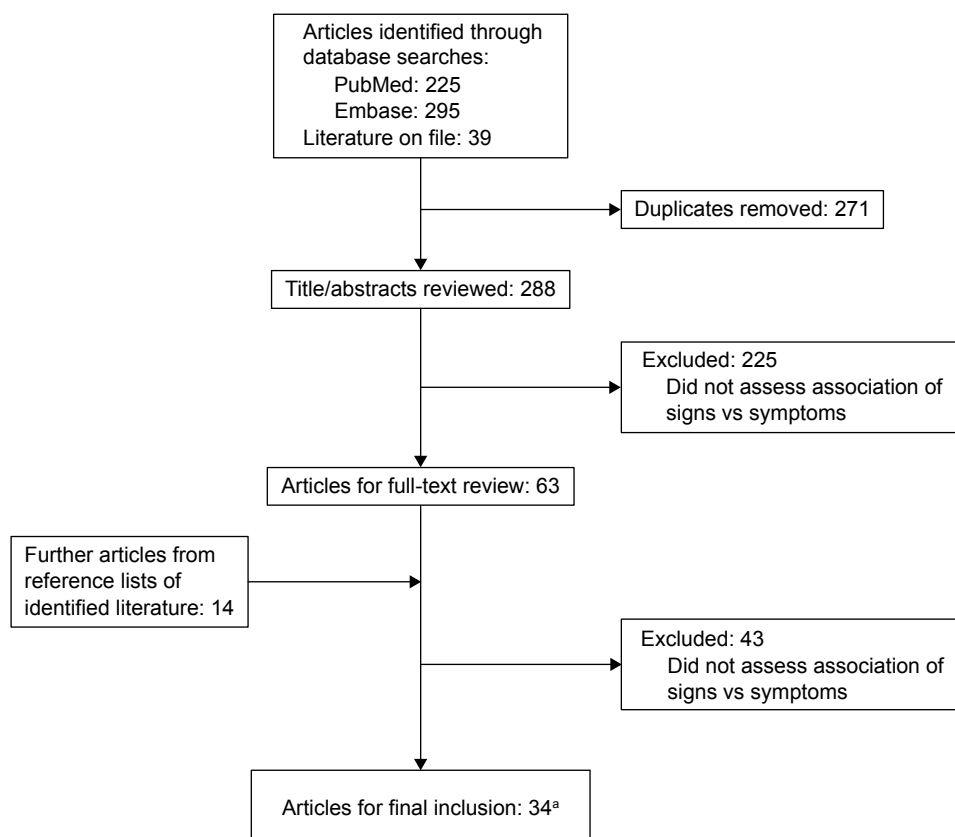 Articles identified through
database searches:
PubMed: 225
Embase: 295
Literature on file: 39
Duplicates removed: 271
Title/abstracts reviewed: 288
Excluded: 225
Did not assess association of
signs vs symptoms
Articles for full-text review: 63
Further articles from
reference lists of
identified literature: 14
Excluded: 43
Did not assess association of
signs vs symptoms
Articles for final inclusion: 34ᵃ